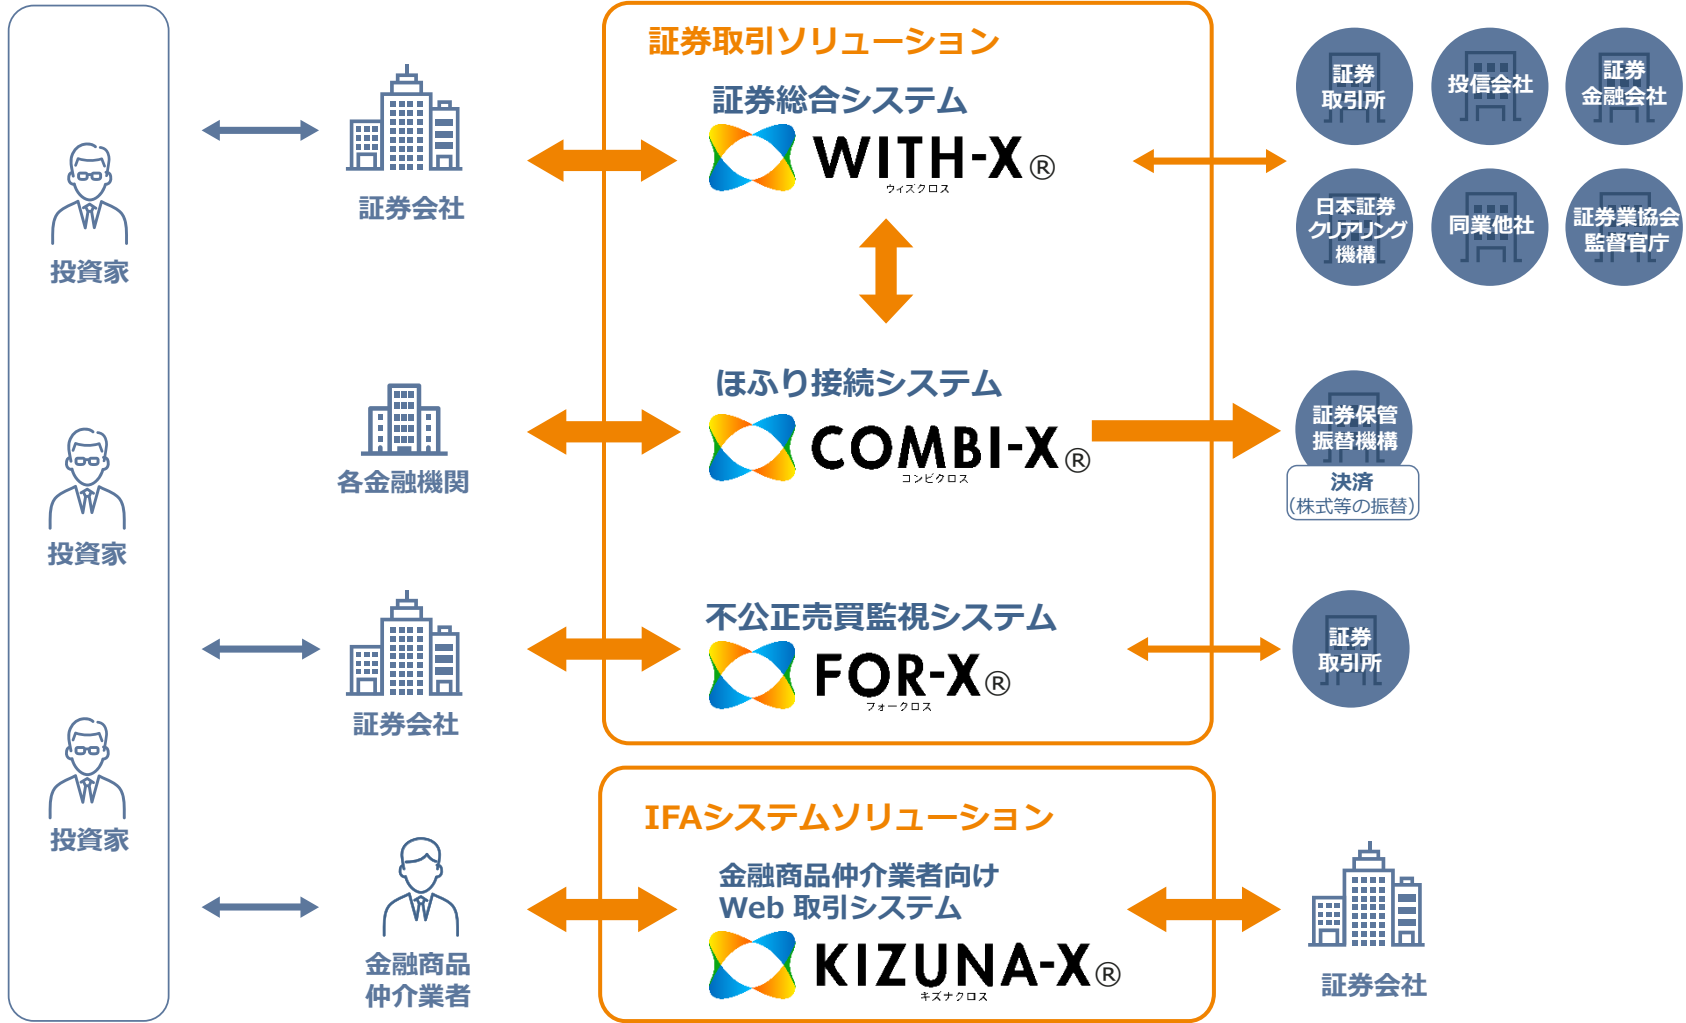 証券取引ソリューション
証券総合システム
WITH-X®
ウィズクロス
ほふり接続システム
COMBI-X®
コンビクロス
不公正売買監視システム
FOR-X®
フォークロス
IFAシステムソリューション
金融商品仲介業者向け
Web 取引システム
KIZUNA-X®
キズナクロス
投資家
投資家
投資家
証券会社
各金融機関
証券会社
金融商品
仲介業者
証券
取引所
投信会社
証券
金融会社
日本証券
クリアリング
機構
同業他社
証券業協会
監督官庁
証券保管
振替機構
決済
(株式等の振替)
証券
取引所
証券会社